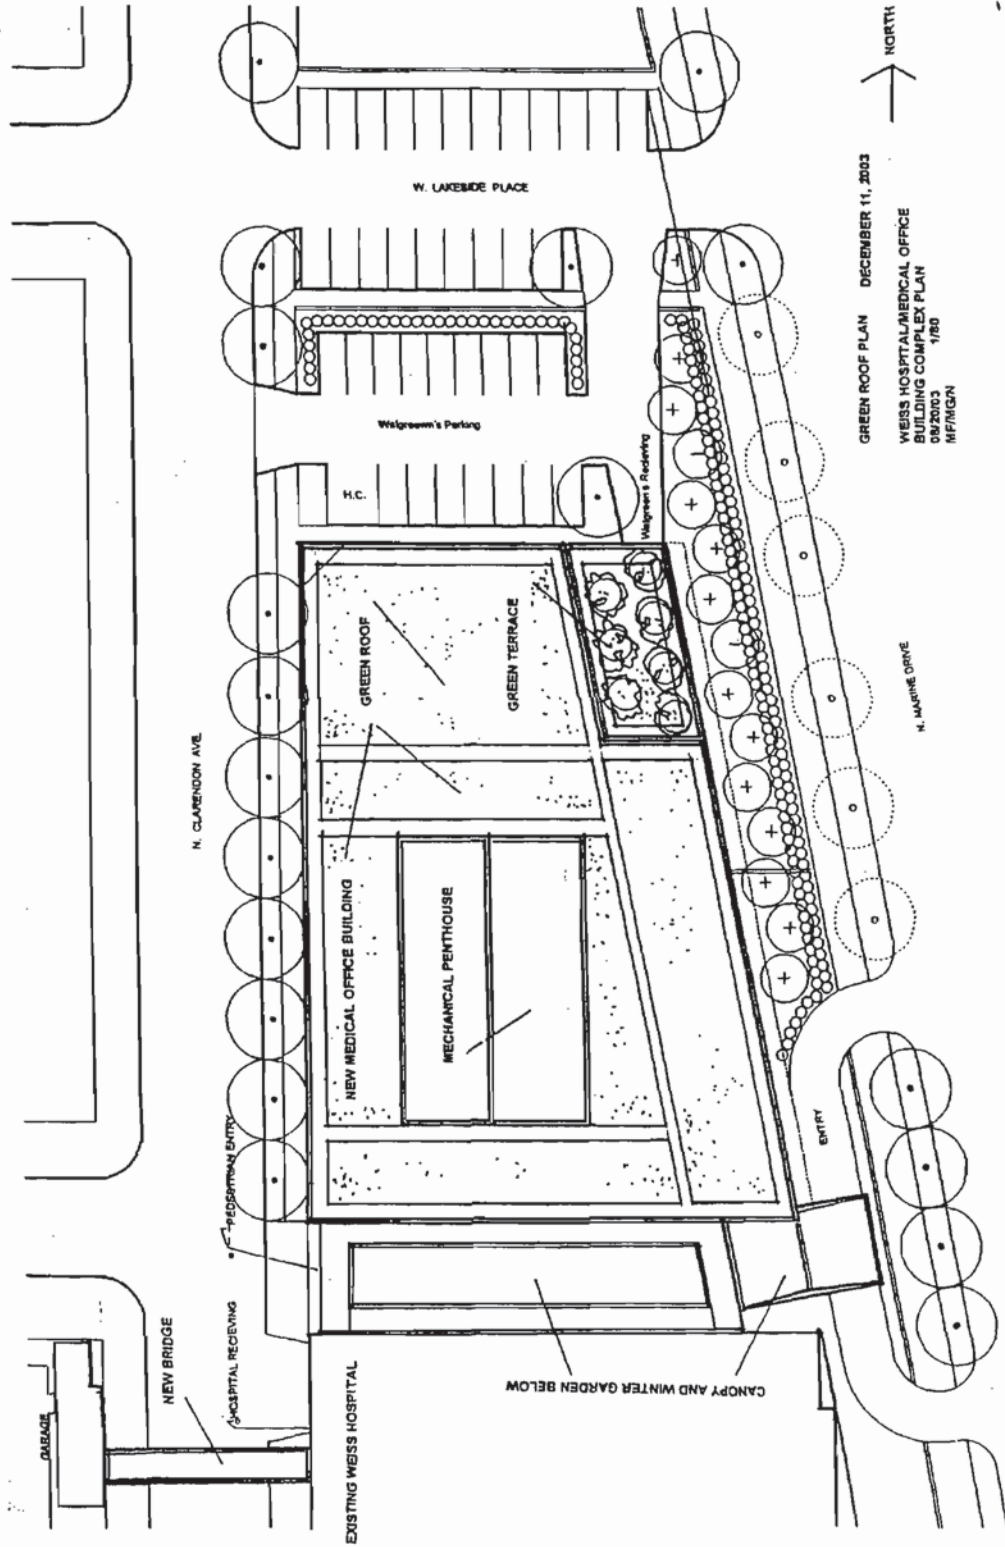 NORTH
W. LAKESIDE PLACE
GREEN ROOF PLAN DECEMBER 11, 2003
WEISS HOSPITAL/MEDICAL OFFICE
BUILDING COMPLEX PLAN
08/20/03 1/80
MF/MG/N
Walgreen's Parking
H.C.
Walgreen's Recieving
GREEN ROOF
GREEN TERRACE
N. MARINE DRIVE
N. CLARENDON AVE.
NEW MEDICAL OFFICE BUILDING
MECHANICAL PENTHOUSE
ENTRY
PEDESTRIAN ENTRY
HOSPITAL RECIEVING
NEW BRIDGE
GARAGE
EXISTING WEISS HOSPITAL
CANOPY AND WINTER GARDEN BELOW